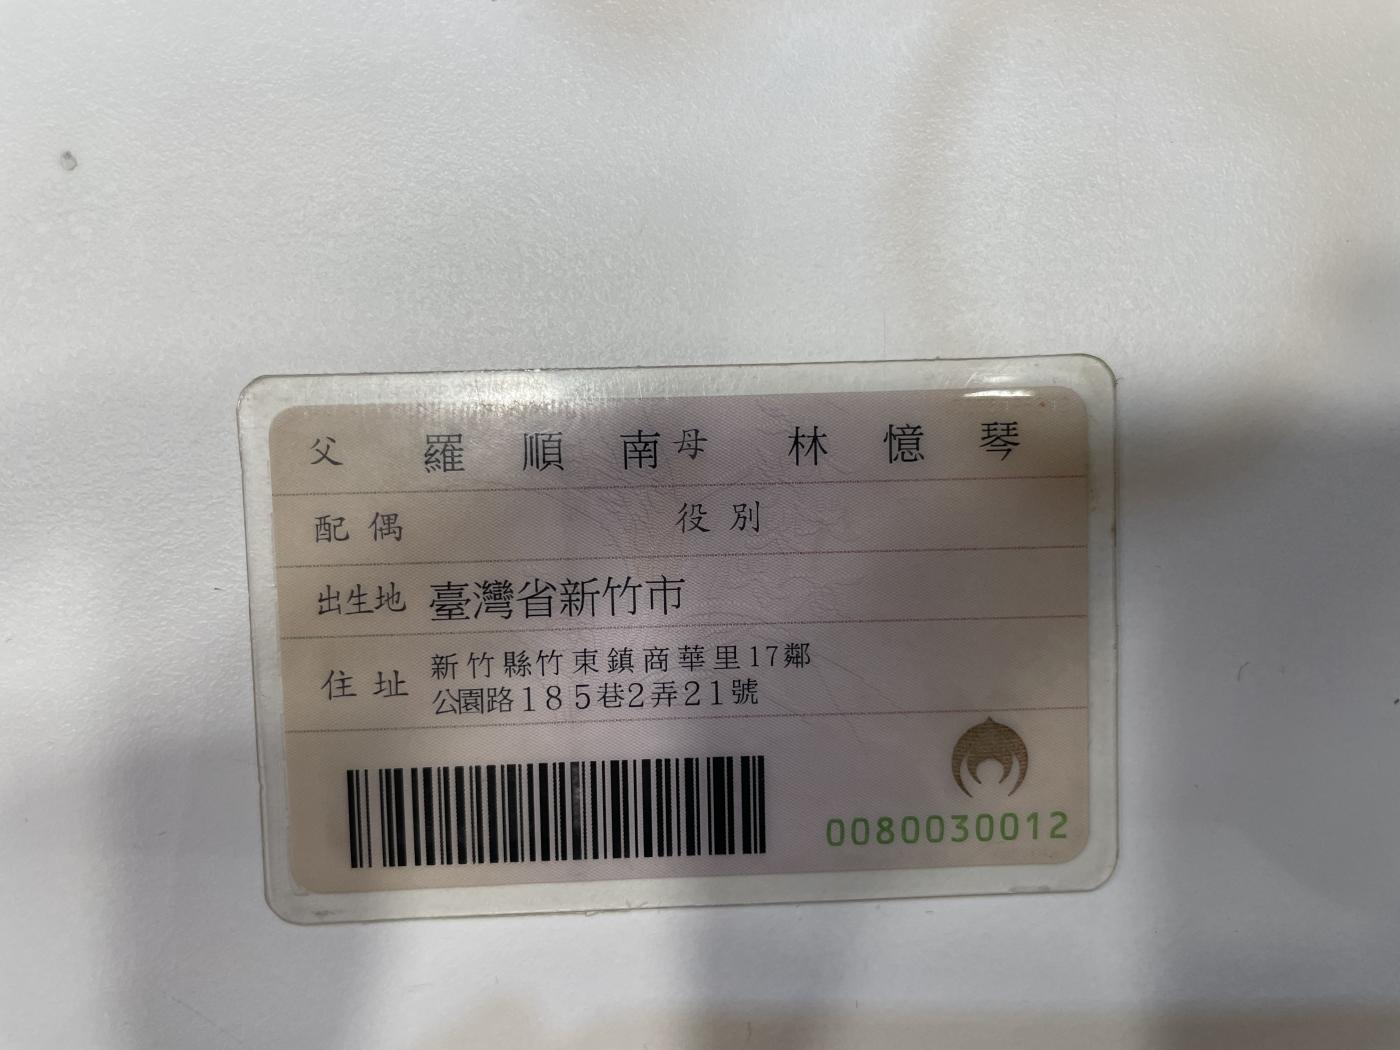 父 羅順南 母 林憶琴
配偶 役別
出生地 臺灣省新竹市
住址 新竹縣竹東鎮商華里17鄰
公園路185巷2弄21號
0080030012